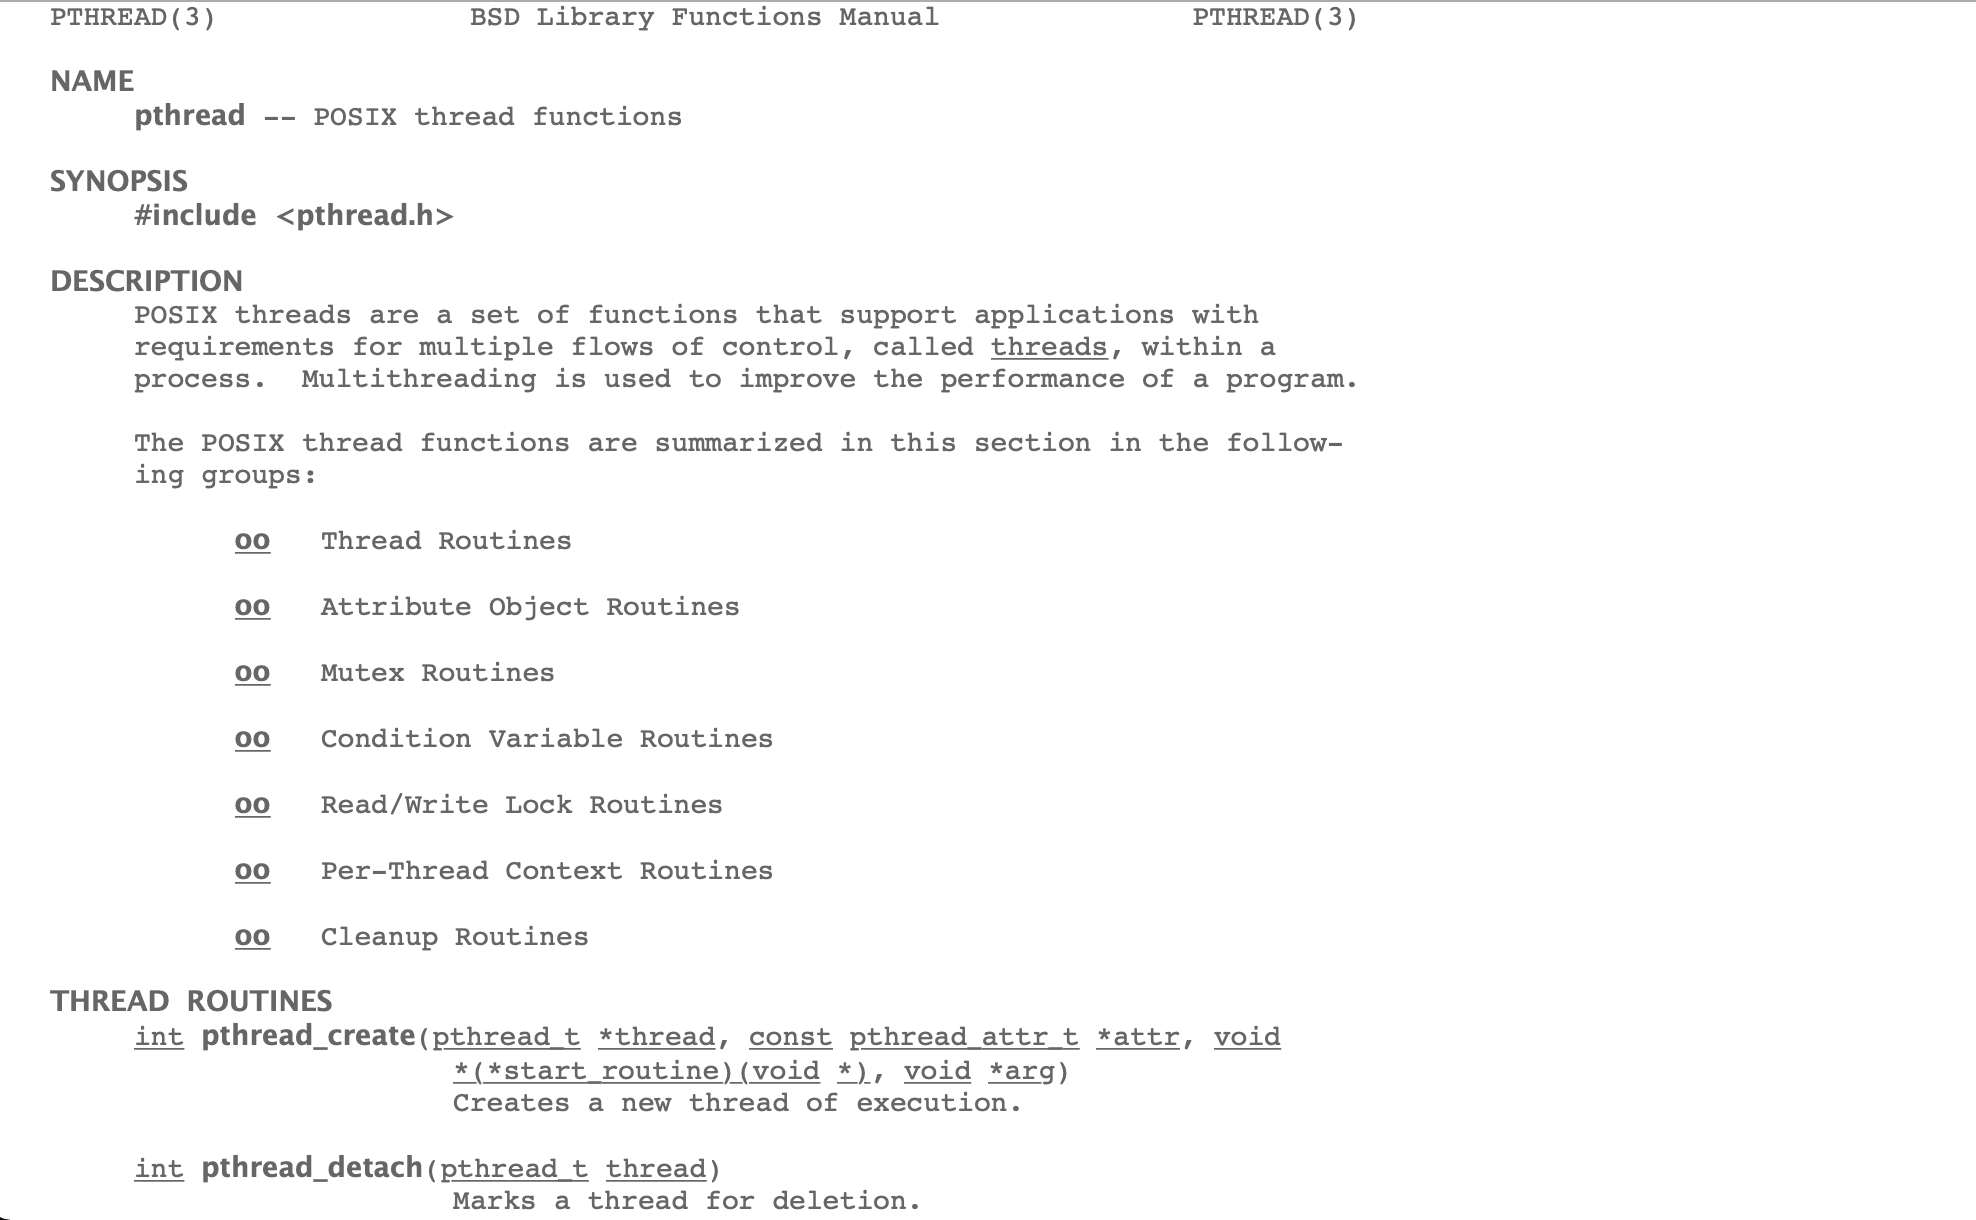 PTHREAD(3) BSD Library Functions Manual PTHREAD(3)
NAME
pthread -- POSIX thread functions
SYNOPSIS
#include <pthread.h>
DESCRIPTION
POSIX threads are a set of functions that support applications with
requirements for multiple flows of control, called threads, within a
process. Multithreading is used to improve the performance of a program.
The POSIX thread functions are summarized in this section in the follow-
ing groups:
oo Thread Routines
oo Attribute Object Routines
oo Mutex Routines
oo Condition Variable Routines
oo Read/Write Lock Routines
oo Per-Thread Context Routines
oo Cleanup Routines
THREAD ROUTINES
int pthread_create(pthread_t *thread, const pthread_attr_t *attr, void
*(*start_routine)(void *), void *arg)
Creates a new thread of execution.
int pthread_detach(pthread_t thread)
Marks a thread for deletion.